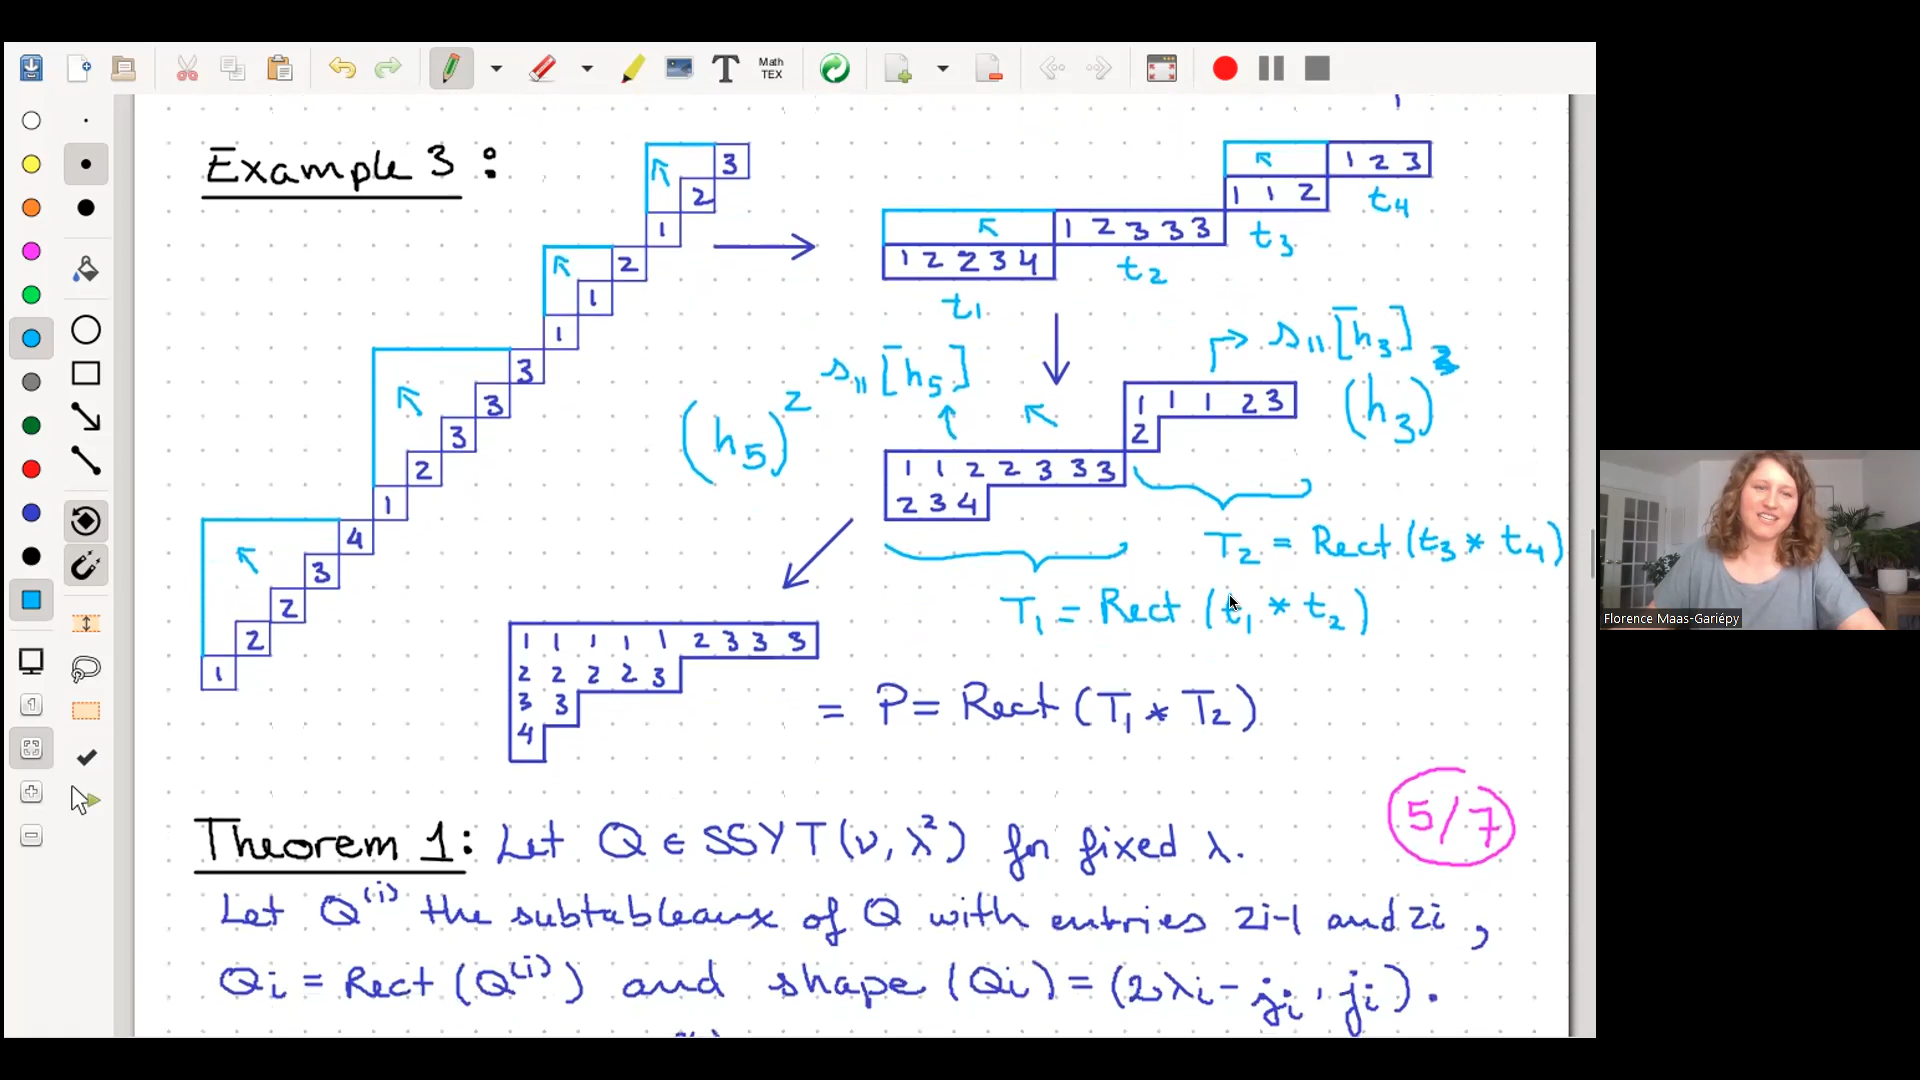 Math
TEX
Example 3 :
3
2
1
2
1
1
3
3
3
2
1
4
3
2
2
1
1 2 3
1 1 2
t4
1 2 3 3 3
t3
1 2 2 3 4
t2
t1
s11[h3]
s11[h5]
(h5)²
1 1 1 2 3
2
(h3)
1 1 2 2 3 3 3
2 3 4
T2 = Rect (t3 * t4)
T1 = Rect (t1 * t2)
1 1 1 1 1 2 3 3 3
2 2 2 2 3
3 3
4
= P = Rect (T1 * T2)
5/7
Theorem 1: Let Q ∈ SSYT(ν, λ²) for fixed λ.
Let Q⁽ⁱ⁾ the subtableaux of Q with entries 2i-1 and 2i,
Qi = Rect (Q⁽ⁱ⁾) and shape (Qi) = (2λi - ji, ji).
Florence Maas-Gariépy